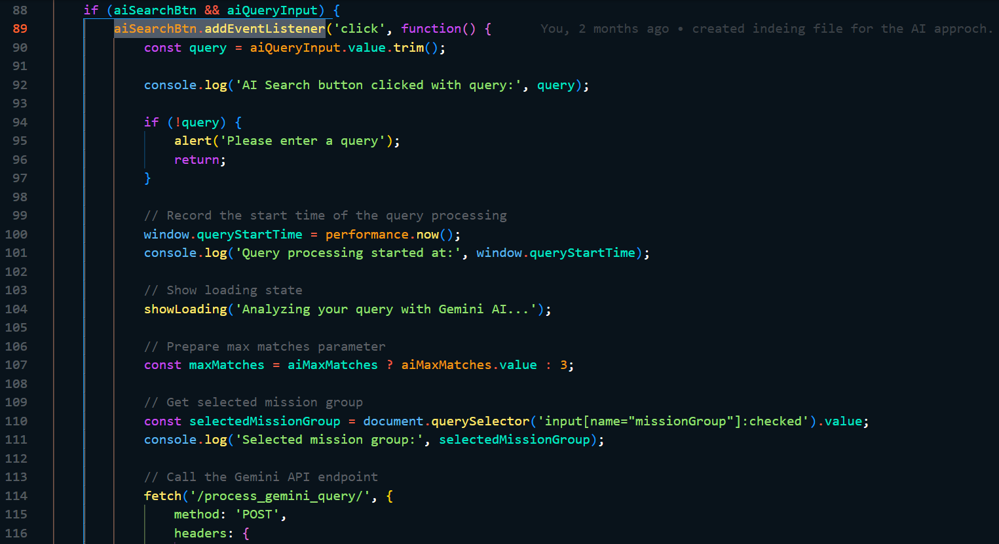 88 if (aiSearchBtn && aiQueryInput) {
89 aiSearchBtn.addEventListener('click', function() { You, 2 months ago • created indeing file for the AI approch.
90 const query = aiQueryInput.value.trim();
91
92 console.log('AI Search button clicked with query:', query);
93
94 if (!query) {
95 alert('Please enter a query');
96 return;
97 }
98
99 // Record the start time of the query processing
100 window.queryStartTime = performance.now();
101 console.log('Query processing started at:', window.queryStartTime);
102
103 // Show loading state
104 showLoading('Analyzing your query with Gemini AI...');
105
106 // Prepare max matches parameter
107 const maxMatches = aiMaxMatches ? aiMaxMatches.value : 3;
108
109 // Get selected mission group
110 const selectedMissionGroup = document.querySelector('input[name="missionGroup"]:checked').value;
111 console.log('Selected mission group:', selectedMissionGroup);
112
113 // Call the Gemini API endpoint
114 fetch('/process_gemini_query/', {
115 method: 'POST',
116 headers: {